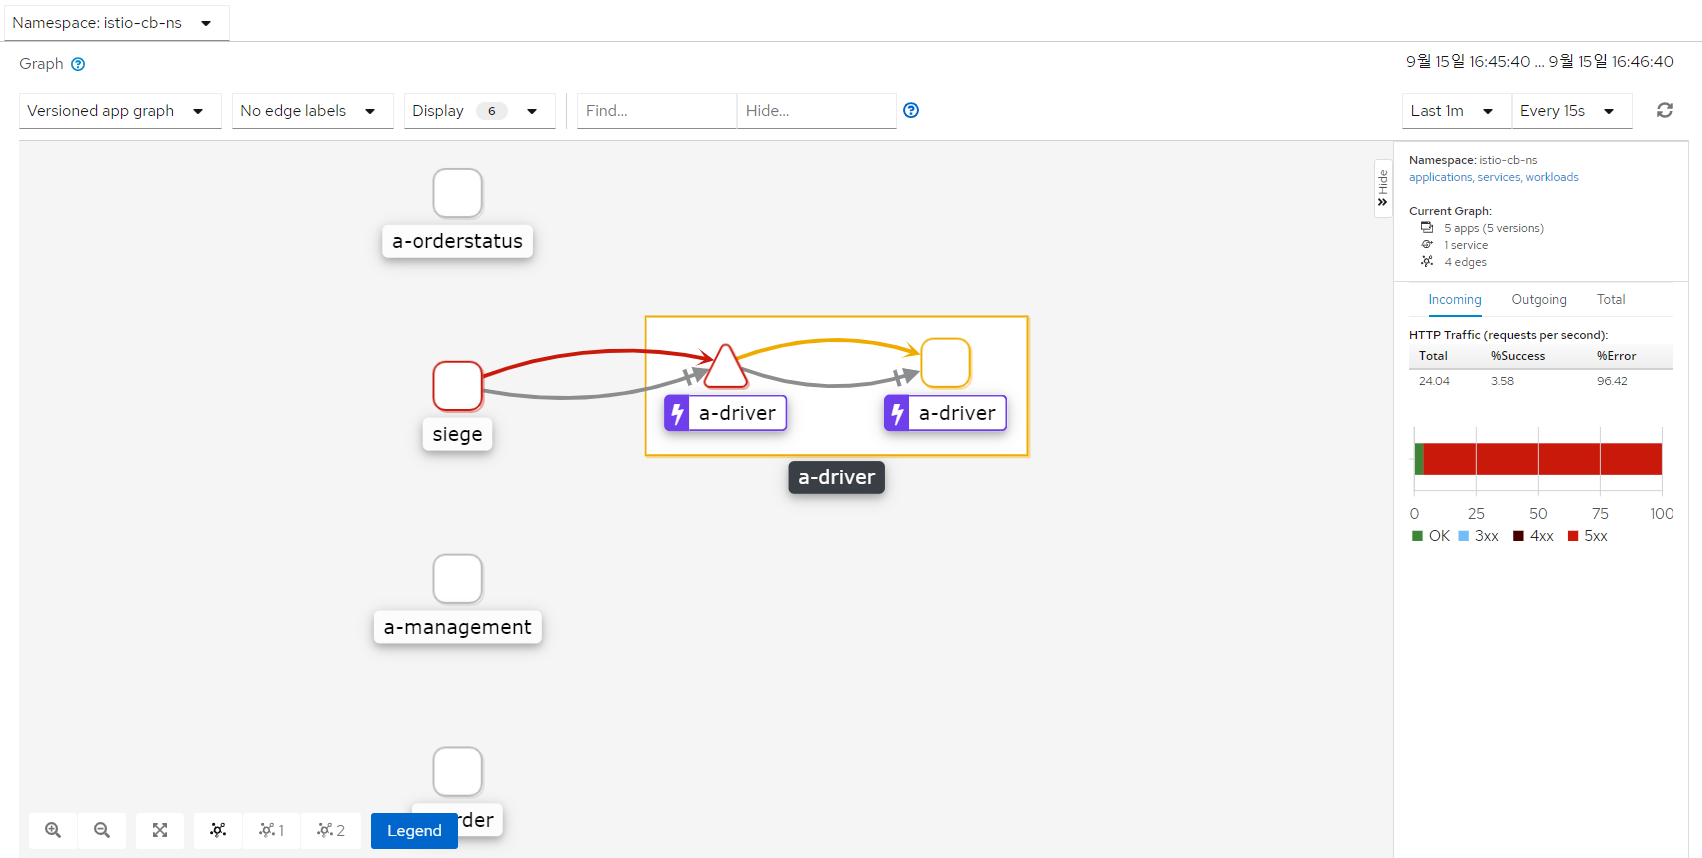 Namespace: istio-cb-ns
Graph
9월 15일 16:45:40 ... 9월 15일 16:46:40
Versioned app graph
No edge labels
Display 6
Find...
Hide...
Last 1m
Every 15s
Hide
a-orderstatus
siege
a-driver
a-driver
a-driver
a-management
rder
1
2
Legend
Namespace: istio-cb-ns
applications, services, workloads
Current Graph:
5 apps (5 versions)
1 service
4 edges
Incoming Outgoing Total
HTTP Traffic (requests per second):
Total %Success %Error
24.04 3.58 96.42
0 25 50 75 100
OK 3xx 4xx 5xx